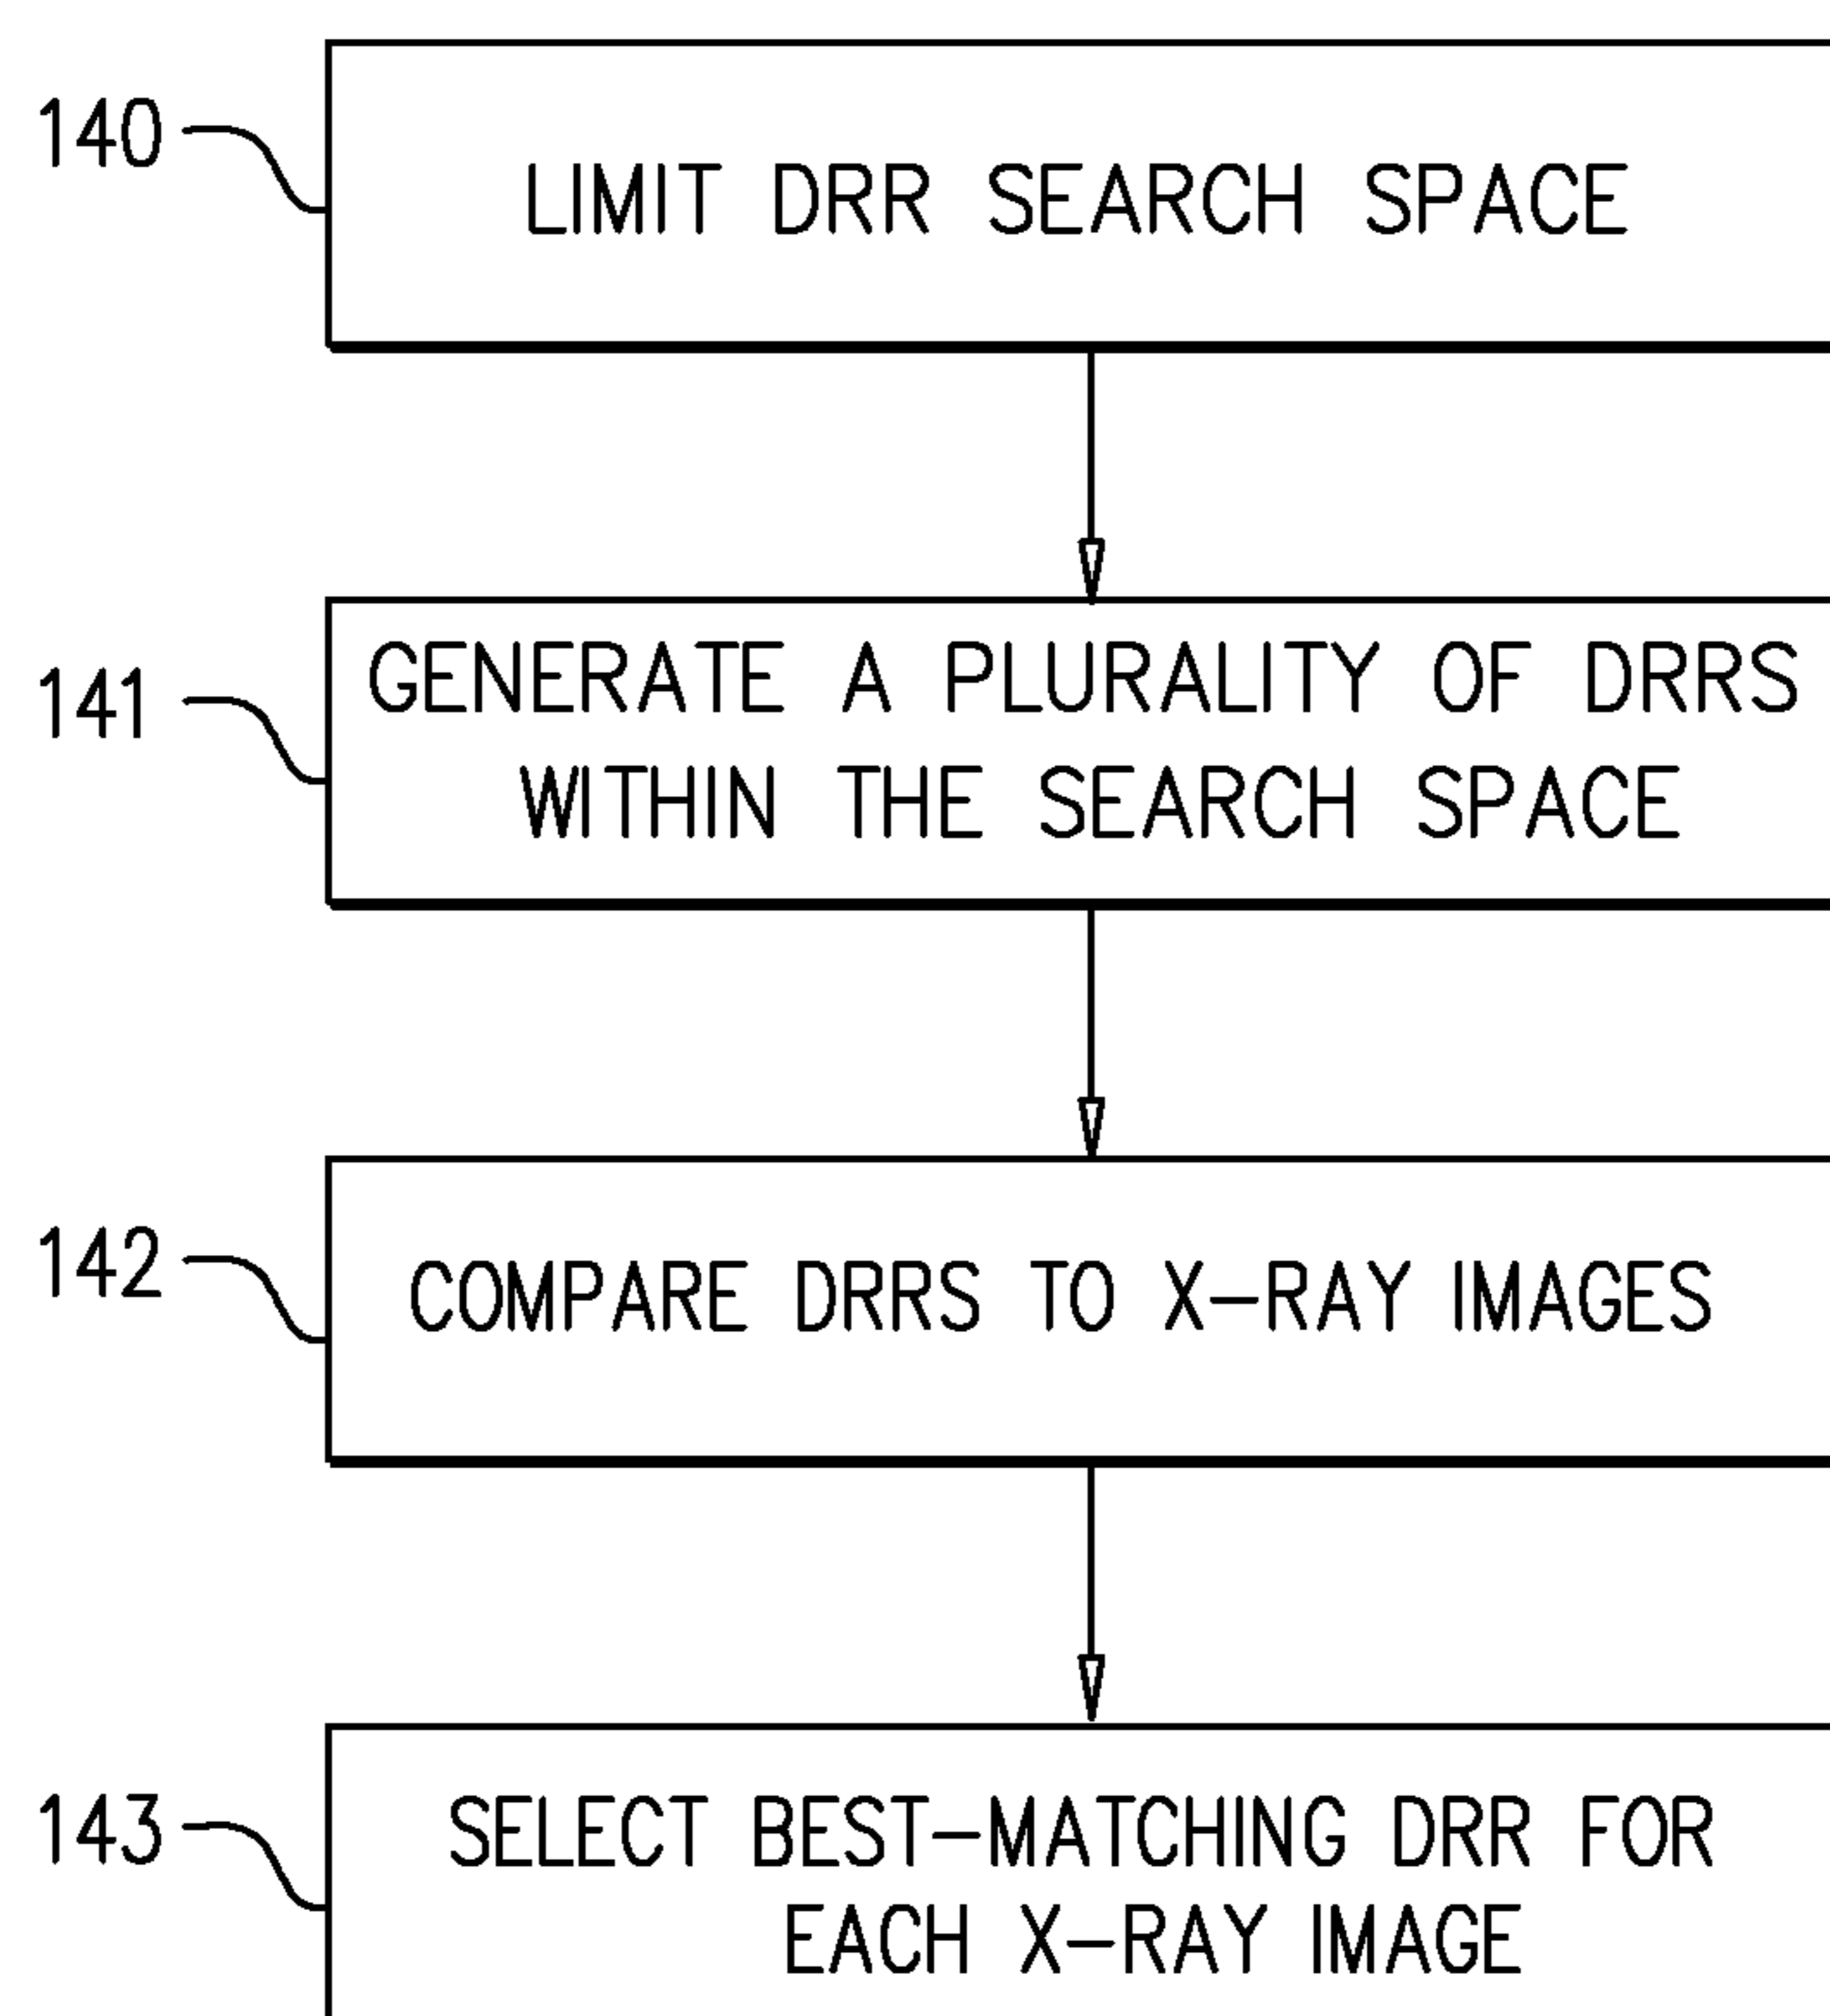 140
LIMIT DRR SEARCH SPACE
141
GENERATE A PLURALITY OF DRRS
WITHIN THE SEARCH SPACE
142
COMPARE DRRS TO X-RAY IMAGES
143
SELECT BEST-MATCHING DRR FOR
EACH X-RAY IMAGE